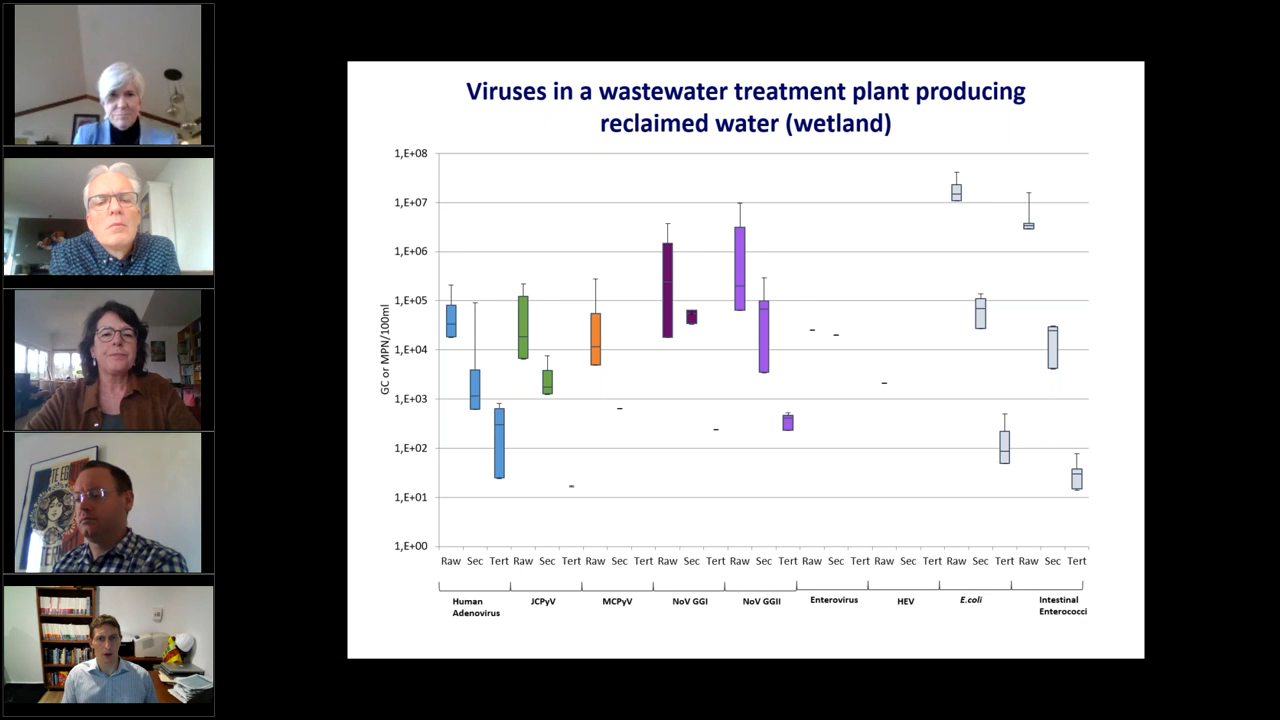 Viruses in a wastewater treatment plant producing
reclaimed water (wetland)
1,E+08
1,E+07
1,E+06
1,E+05
1,E+04
1,E+03
1,E+02
1,E+01
1,E+00
GC or MPN/100ml
Raw Sec Tert Raw Sec Tert Raw Sec Tert Raw Sec Tert Raw Sec Tert Raw Sec Tert Raw Sec Tert Raw Sec Tert Raw Sec Tert
Human Adenovirus JCPyV MCPyV NoV GGI NoV GGII Enterovirus HEV E.coli Intestinal Enterococci